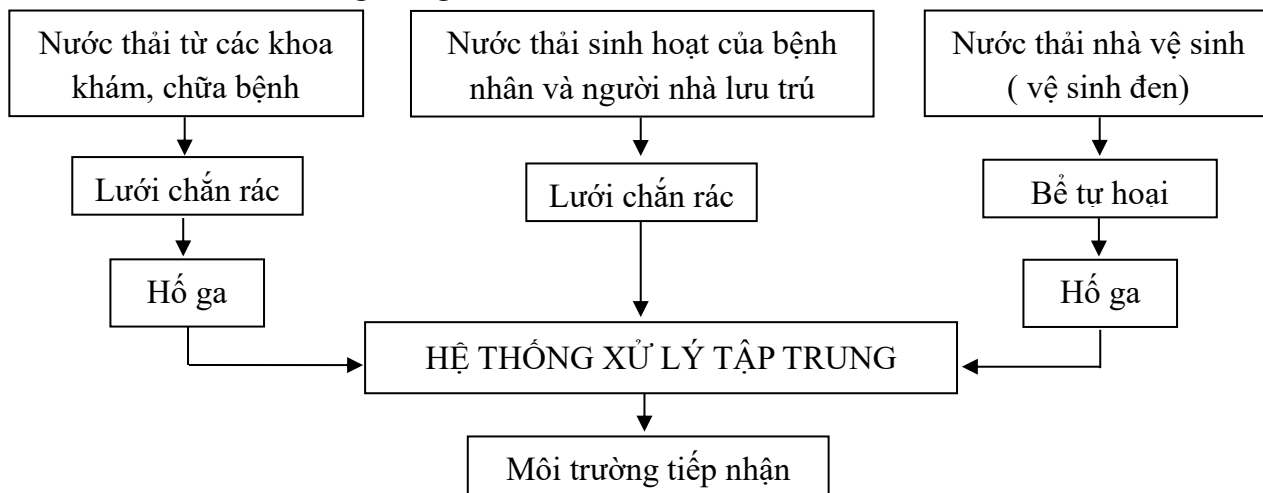 Nước thải từ các khoa
khám, chữa bệnh
Nước thải sinh hoạt của bệnh
nhân và người nhà lưu trú
Nước thải nhà vệ sinh
( vệ sinh đen)
Lưới chắn rác
Lưới chắn rác
Bể tự hoại
Hố ga
Hố ga
HỆ THỐNG XỬ LÝ TẬP TRUNG
Môi trường tiếp nhận